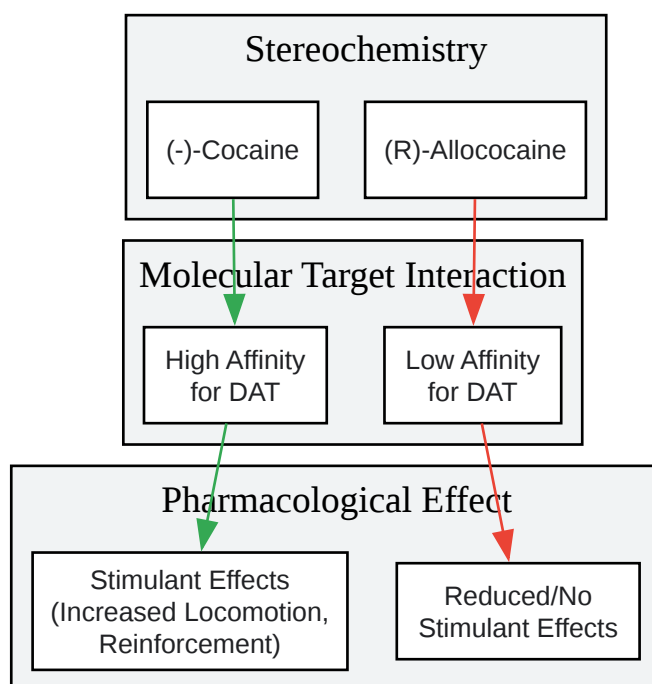 Stereochemistry
(-)-Cocaine
(R)-Allococaine
Molecular Target Interaction
High Affinity
for DAT
Low Affinity
for DAT
Pharmacological Effect
Stimulant Effects
(Increased Locomotion,
Reinforcement)
Reduced/No
Stimulant Effects